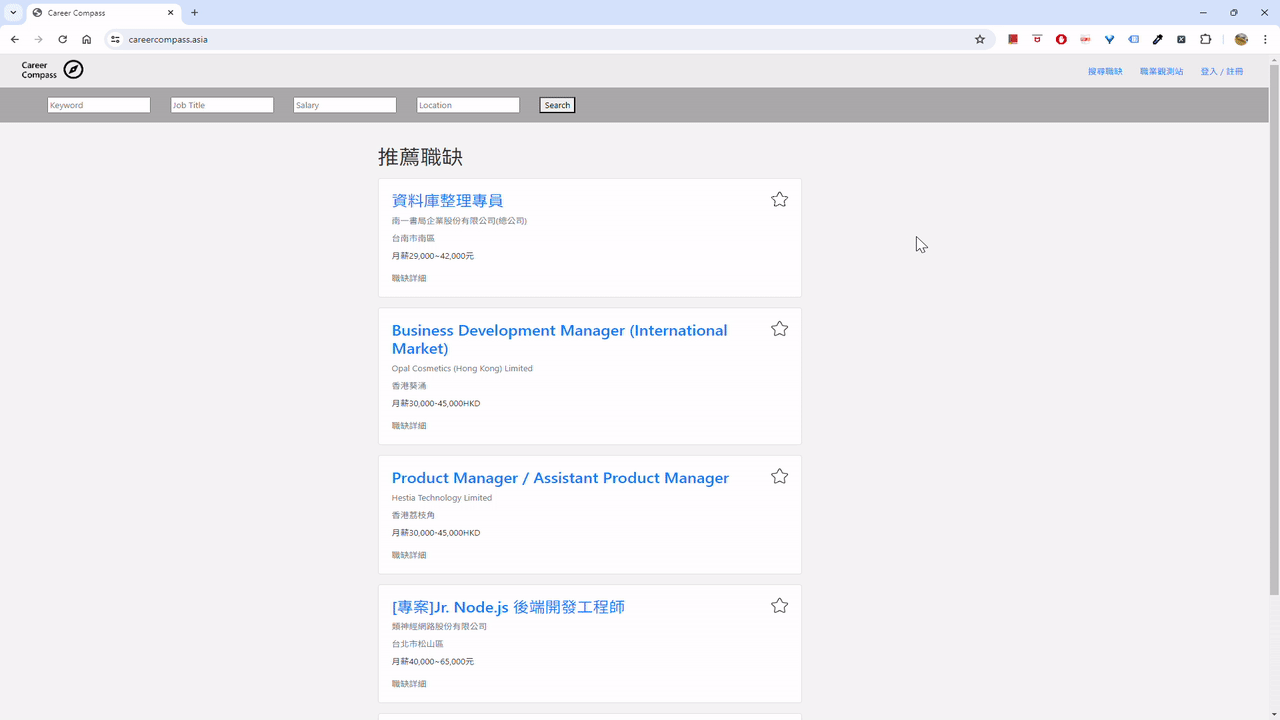 Career Compass
careercompass.asia
Career
Compass
搜尋職缺 職業觀測站 登入 / 註冊
Keyword Job Title Salary Location Search
推薦職缺
資料庫整理專員
南一書局企業股份有限公司(總公司)
台南市南區
月薪29,000~42,000元
職缺詳細
Business Development Manager (International
Market)
Opal Cosmetics (Hong Kong) Limited
香港葵涌
月薪30,000-45,000HKD
職缺詳細
Product Manager / Assistant Product Manager
Hestia Technology Limited
香港荔枝角
月薪30,000-45,000HKD
職缺詳細
[專案]Jr. Node.js 後端開發工程師
類神經網路股份有限公司
台北市松山區
月薪40,000~65,000元
職缺詳細